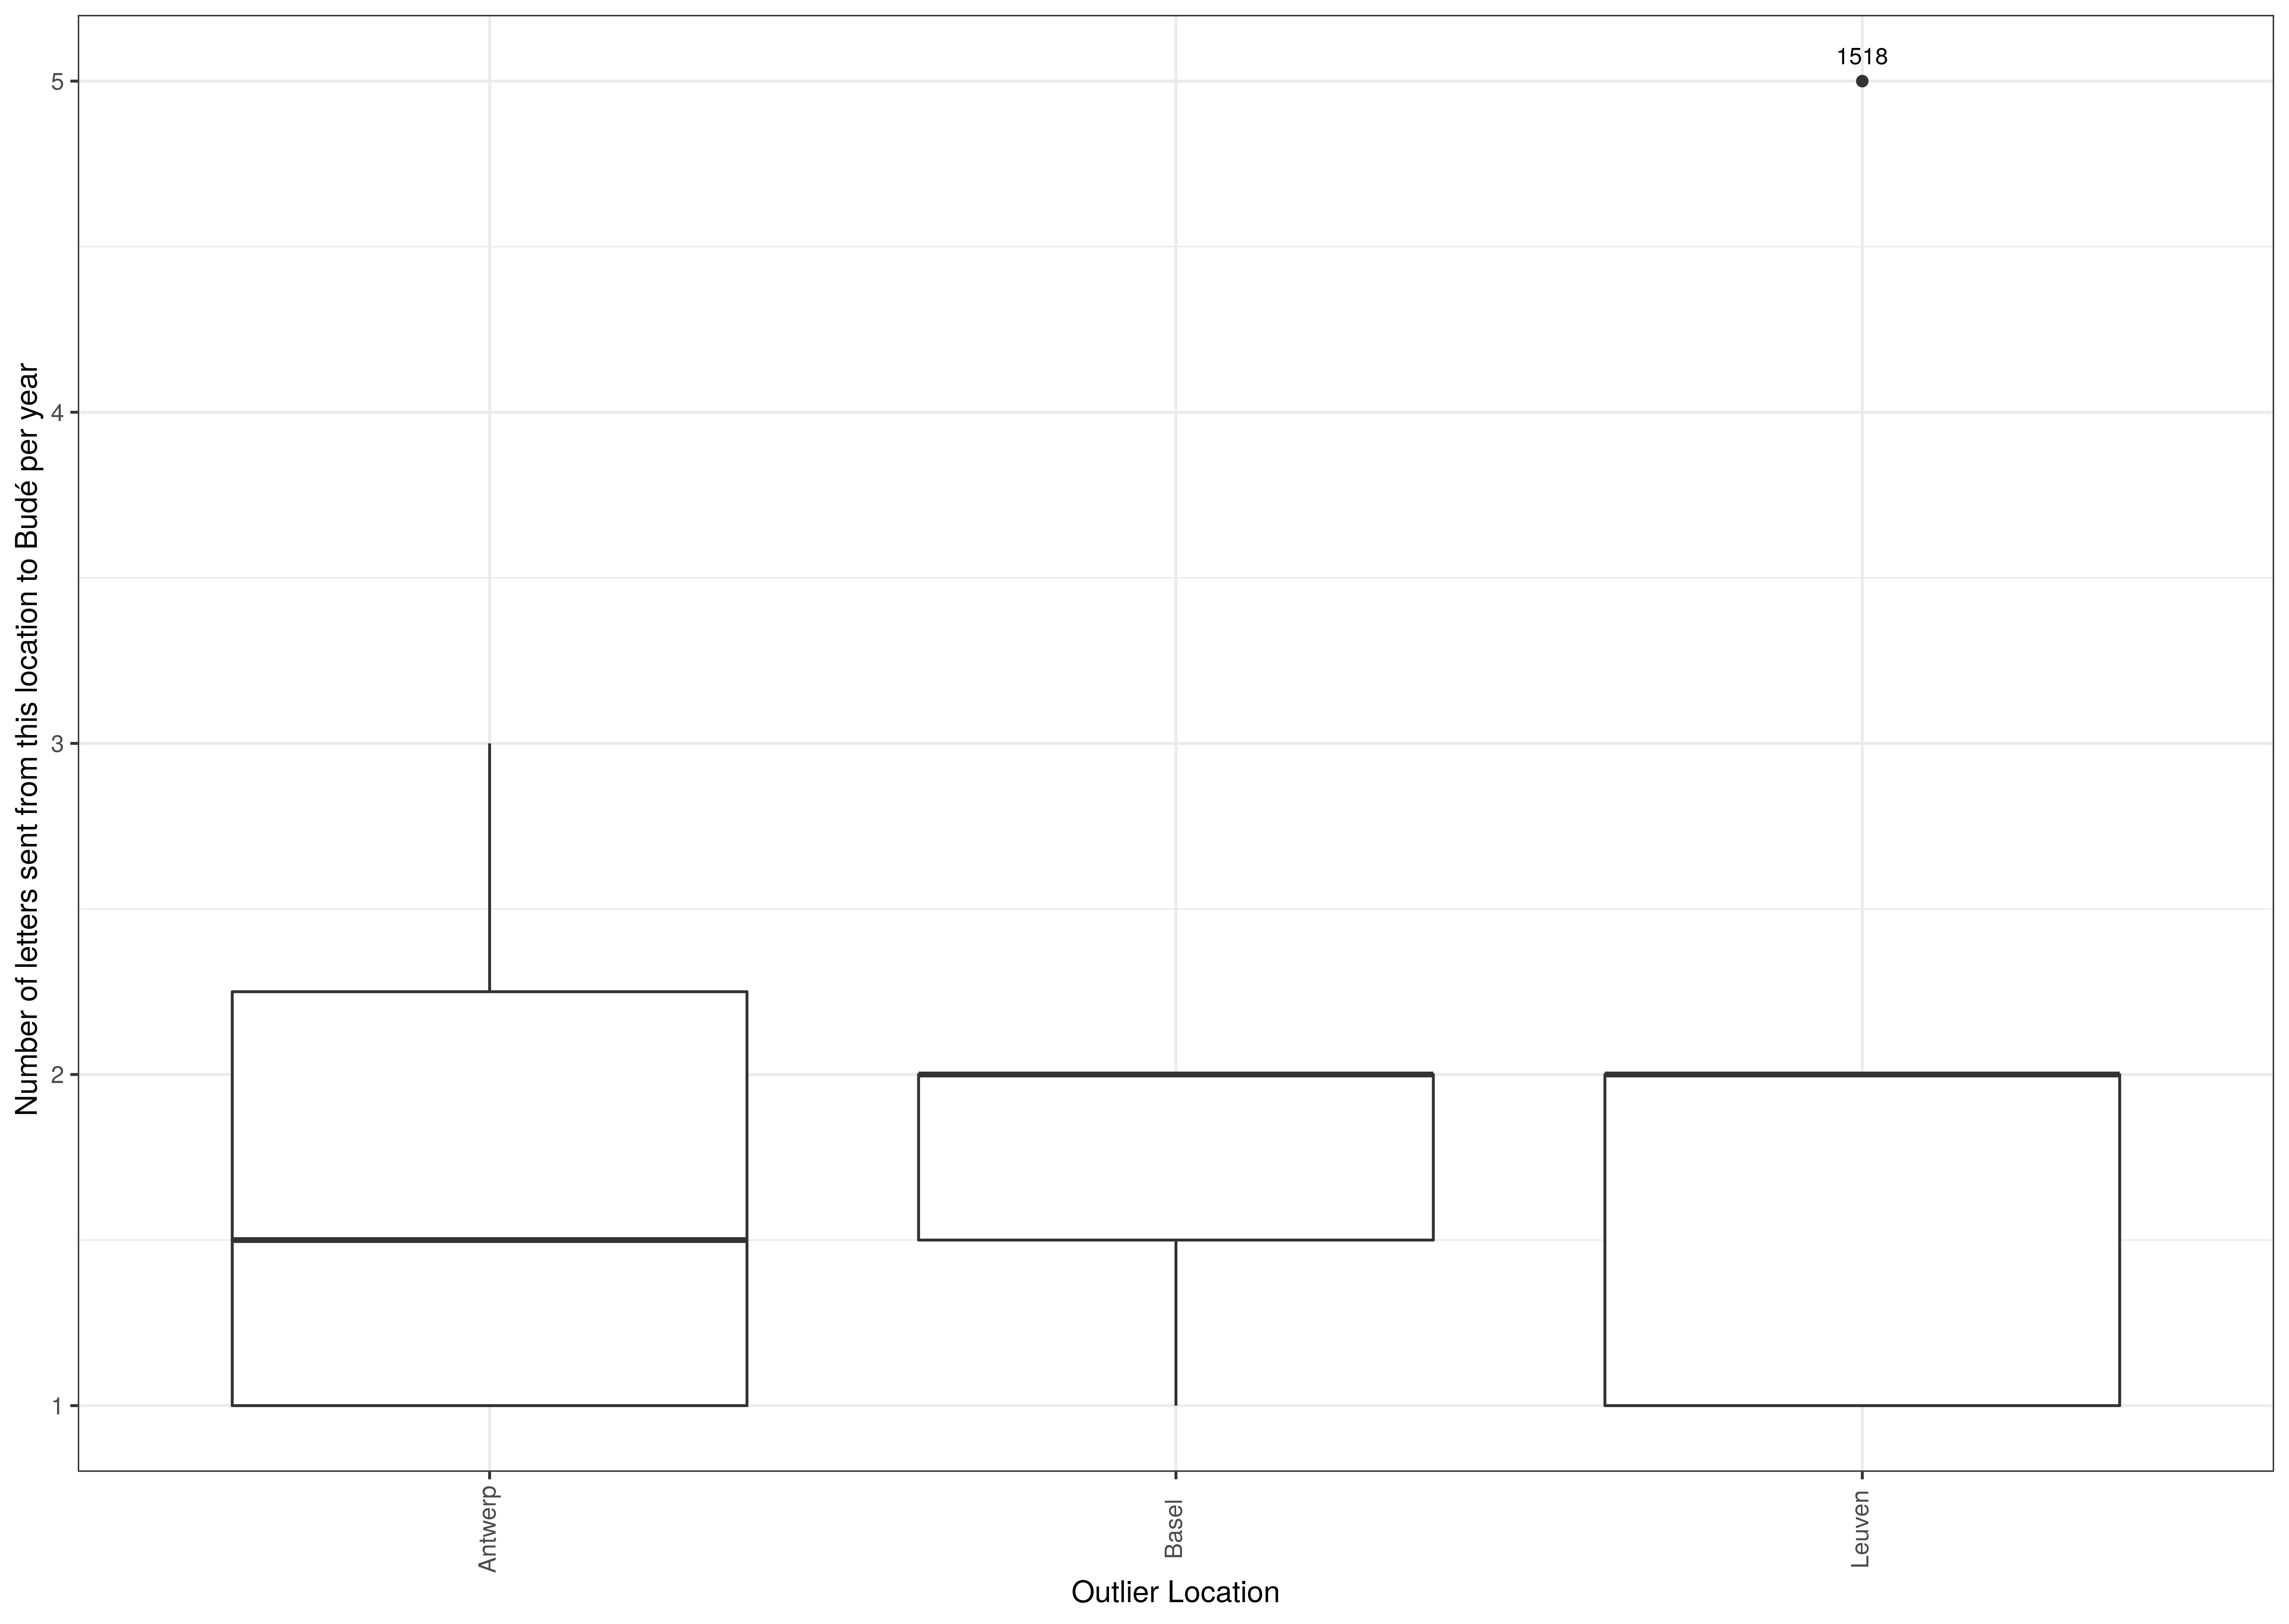 Number of letters sent from this location to Budé per year
5
4
3
2
1
1518
Antwerp
Basel
Leuven
Outlier Location